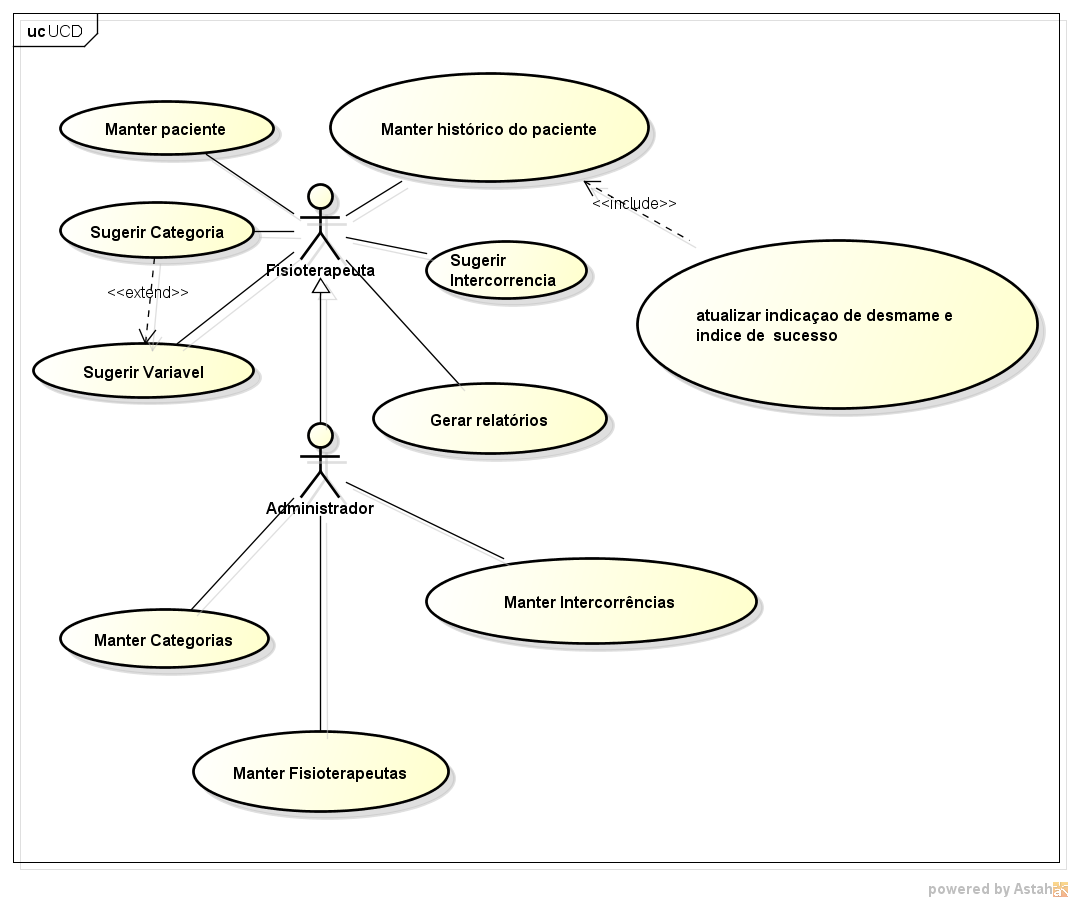 uc UCD
Manter paciente
Manter histórico do paciente
Sugerir Categoria
<<include>>
Sugerir
Intercorrencia
Fisioterapeuta
<<extend>>
atualizar indicaçao de desmame e
indice de  sucesso
Sugerir Variavel
Gerar relatórios
Administrador
Manter Intercorrências
Manter Categorias
Manter Fisioterapeutas
powered by Astah